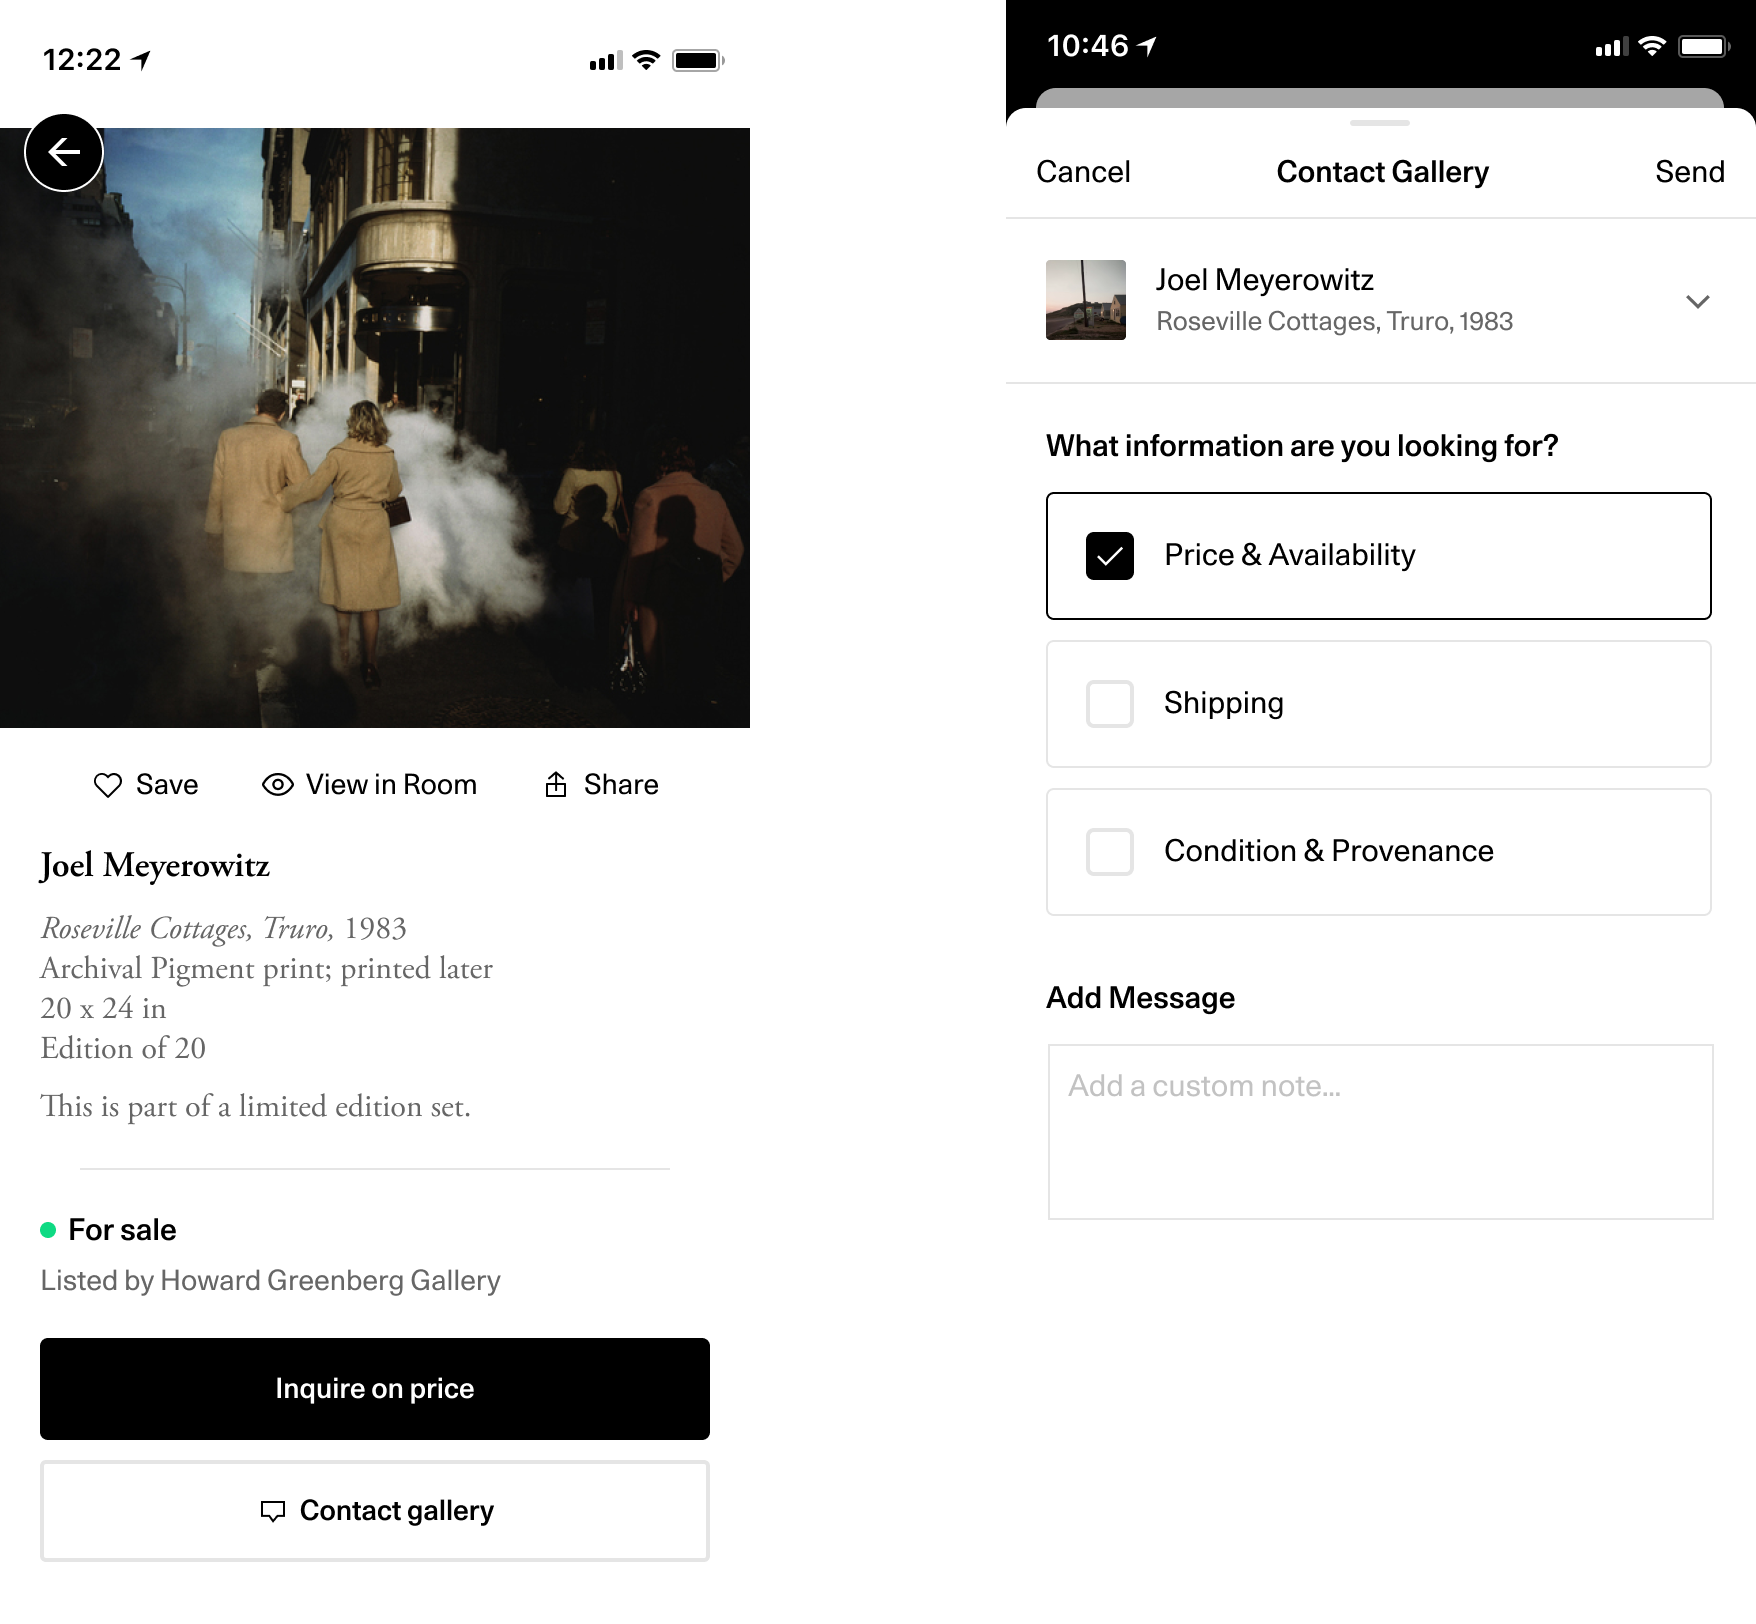 12:22
Save
View in Room
Share
Joel Meyerowitz
Roseville Cottages, Truro, 1983
Archival Pigment print; printed later
20 x 24 in
Edition of 20
This is part of a limited edition set.
For sale
Listed by Howard Greenberg Gallery
Inquire on price
Contact gallery
10:46
Cancel
Contact Gallery
Send
Joel Meyerowitz
Roseville Cottages, Truro, 1983
What information are you looking for?
Price & Availability
Shipping
Condition & Provenance
Add Message
Add a custom note...